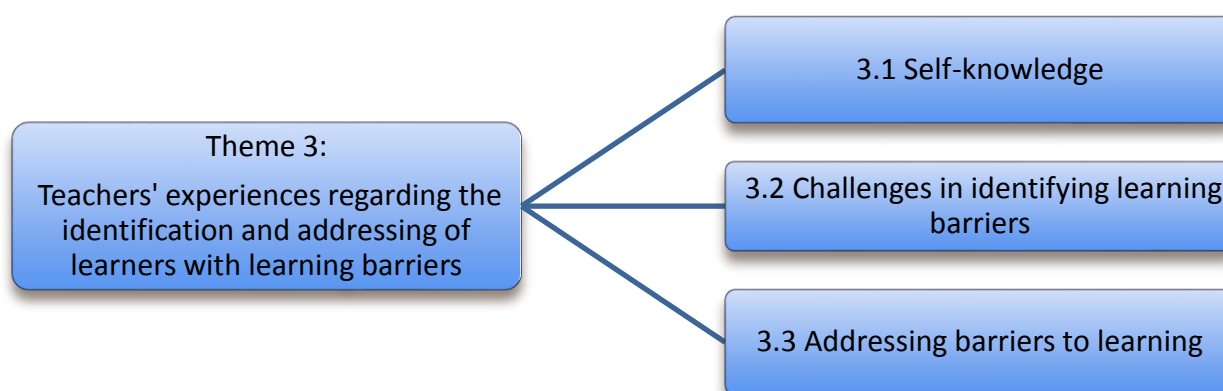 Theme 3:
Teachers' experiences regarding the
identification and addressing of
learners with learning barriers
3.1 Self-knowledge
3.2 Challenges in identifying learning
barriers
3.3 Addressing barriers to learning